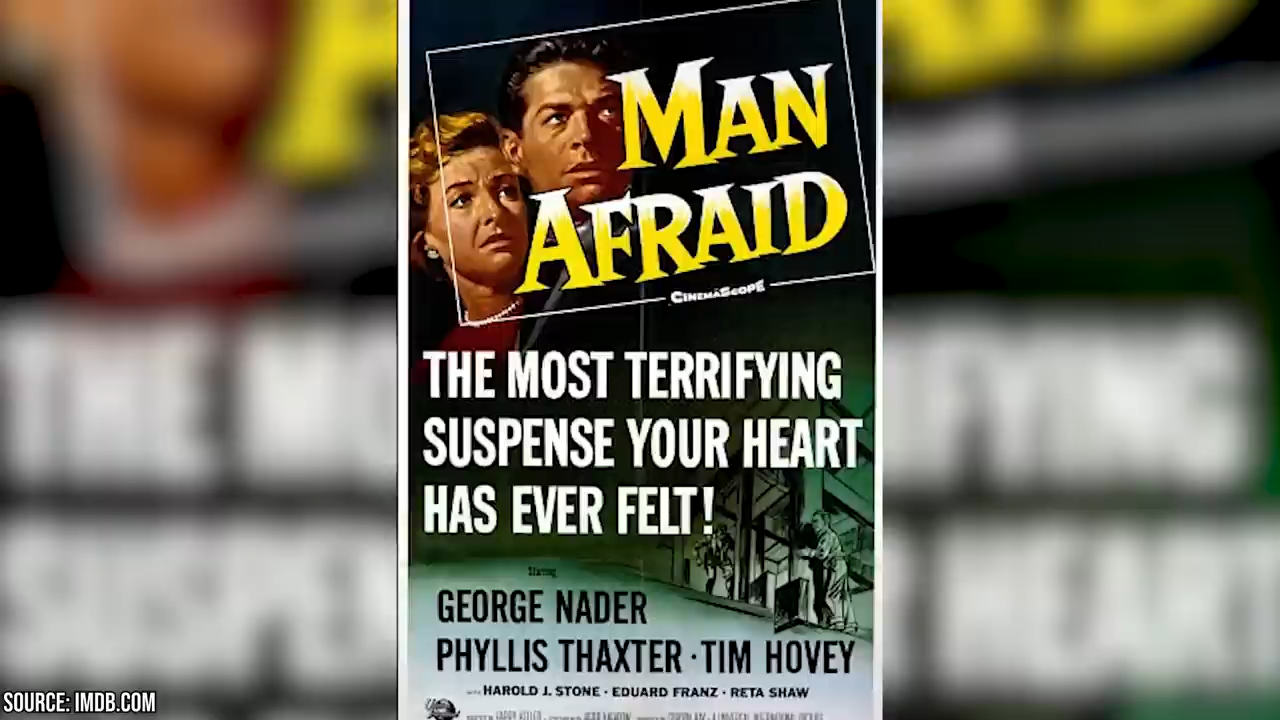 MAN
AFRAID
CINEMASCOPE
THE MOST TERRIFYING
SUSPENSE YOUR HEART
HAS EVER FELT!
Starring
GEORGE NADER
PHYLLIS THAXTER · TIM HOVEY
with HAROLD J. STONE · EDUARD FRANZ · RETA SHAW
SOURCE: IMDB.COM